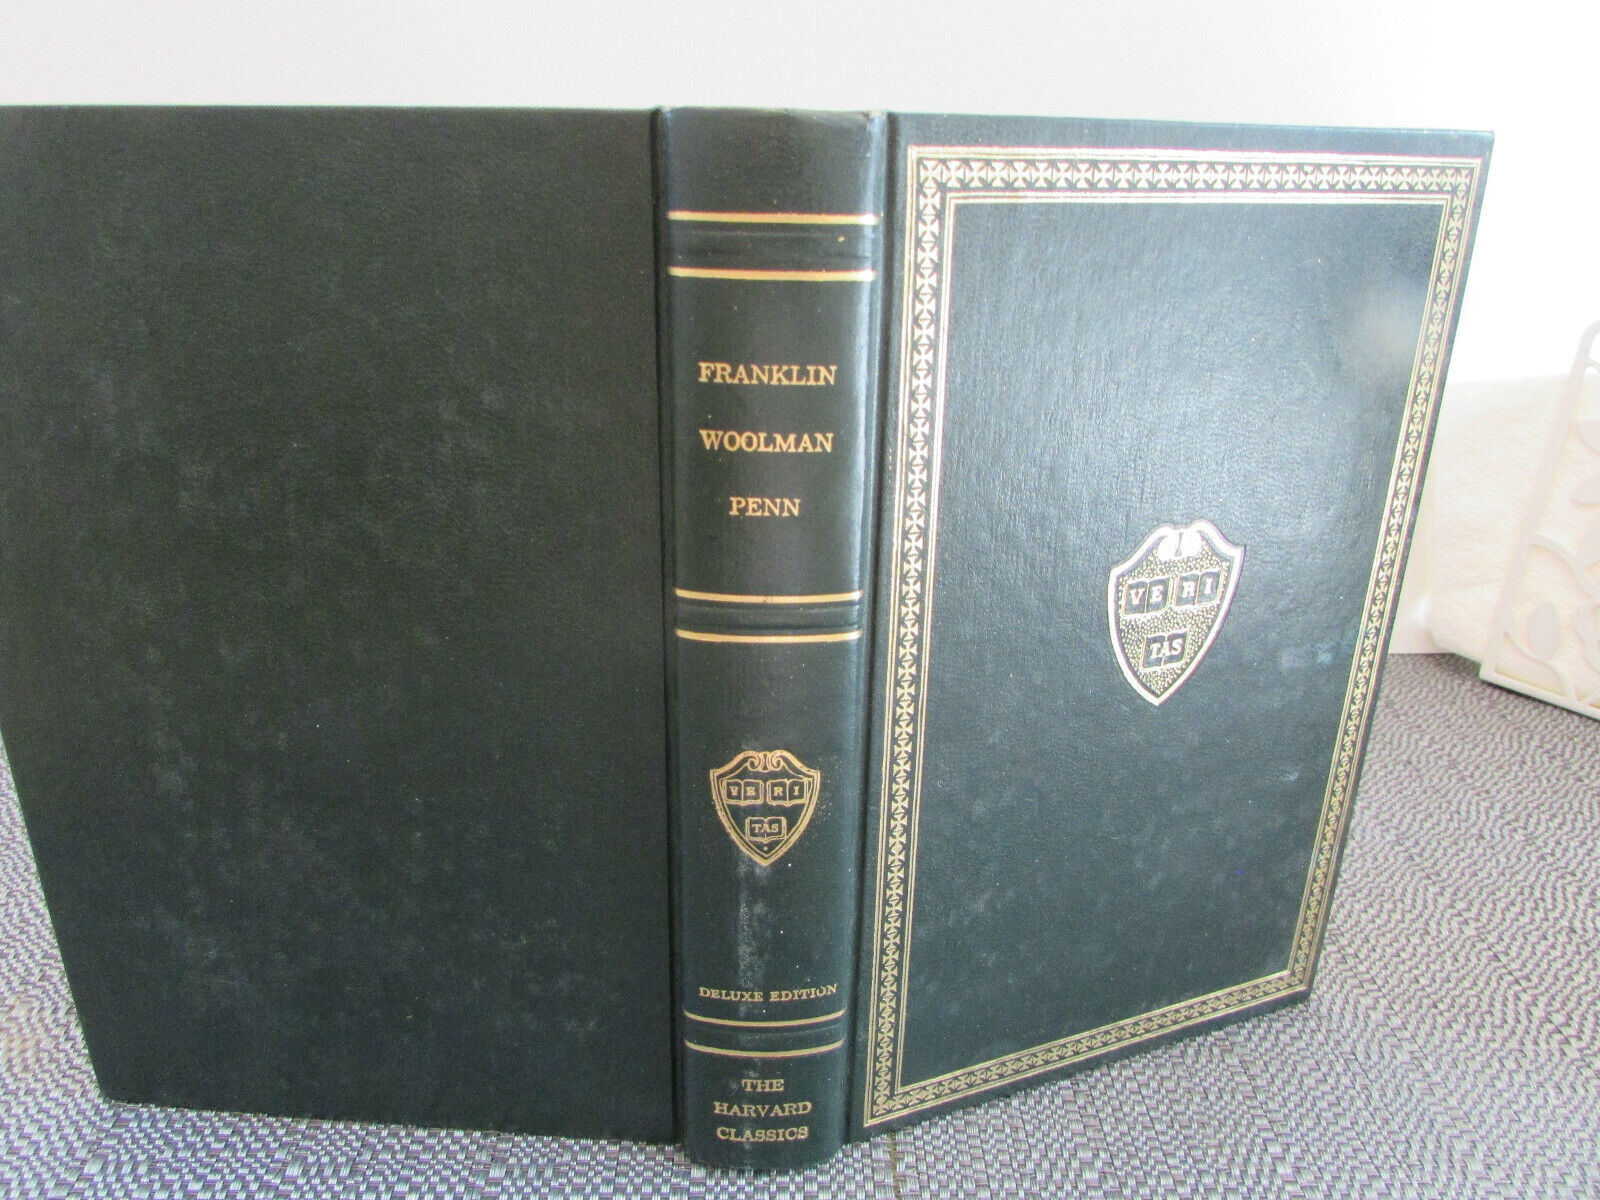 FRANKLIN
WOOLMAN
PENN
VE RI
TAS
DELUXE EDITION
THE
HARVARD
CLASSICS
VE RI
TAS